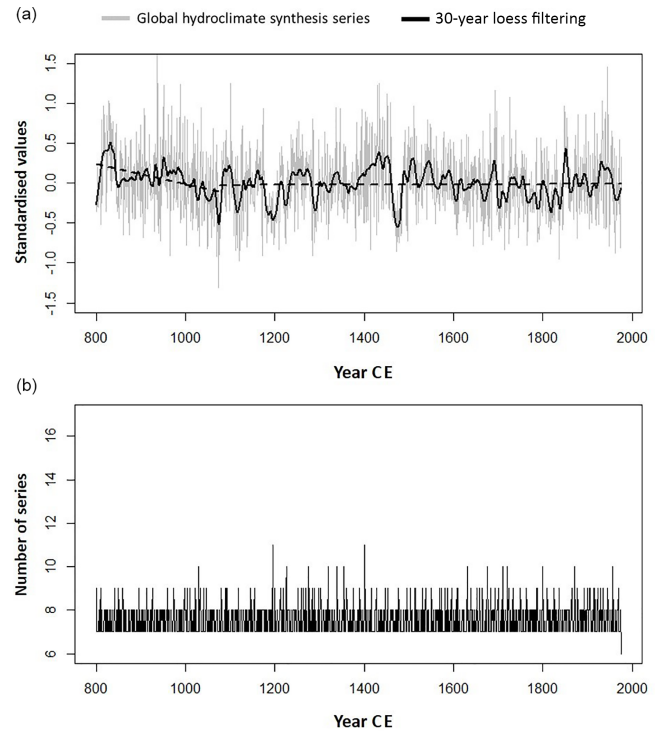 (a)
Global hydroclimate synthesis series
30-year loess filtering
Standardised values
1.5
1.0
0.5
0.0
-0.5
-1.0
-1.5
800 1000 1200 1400 1600 1800 2000
Year CE
(b)
Number of series
16
14
12
10
8
6
800 1000 1200 1400 1600 1800 2000
Year CE